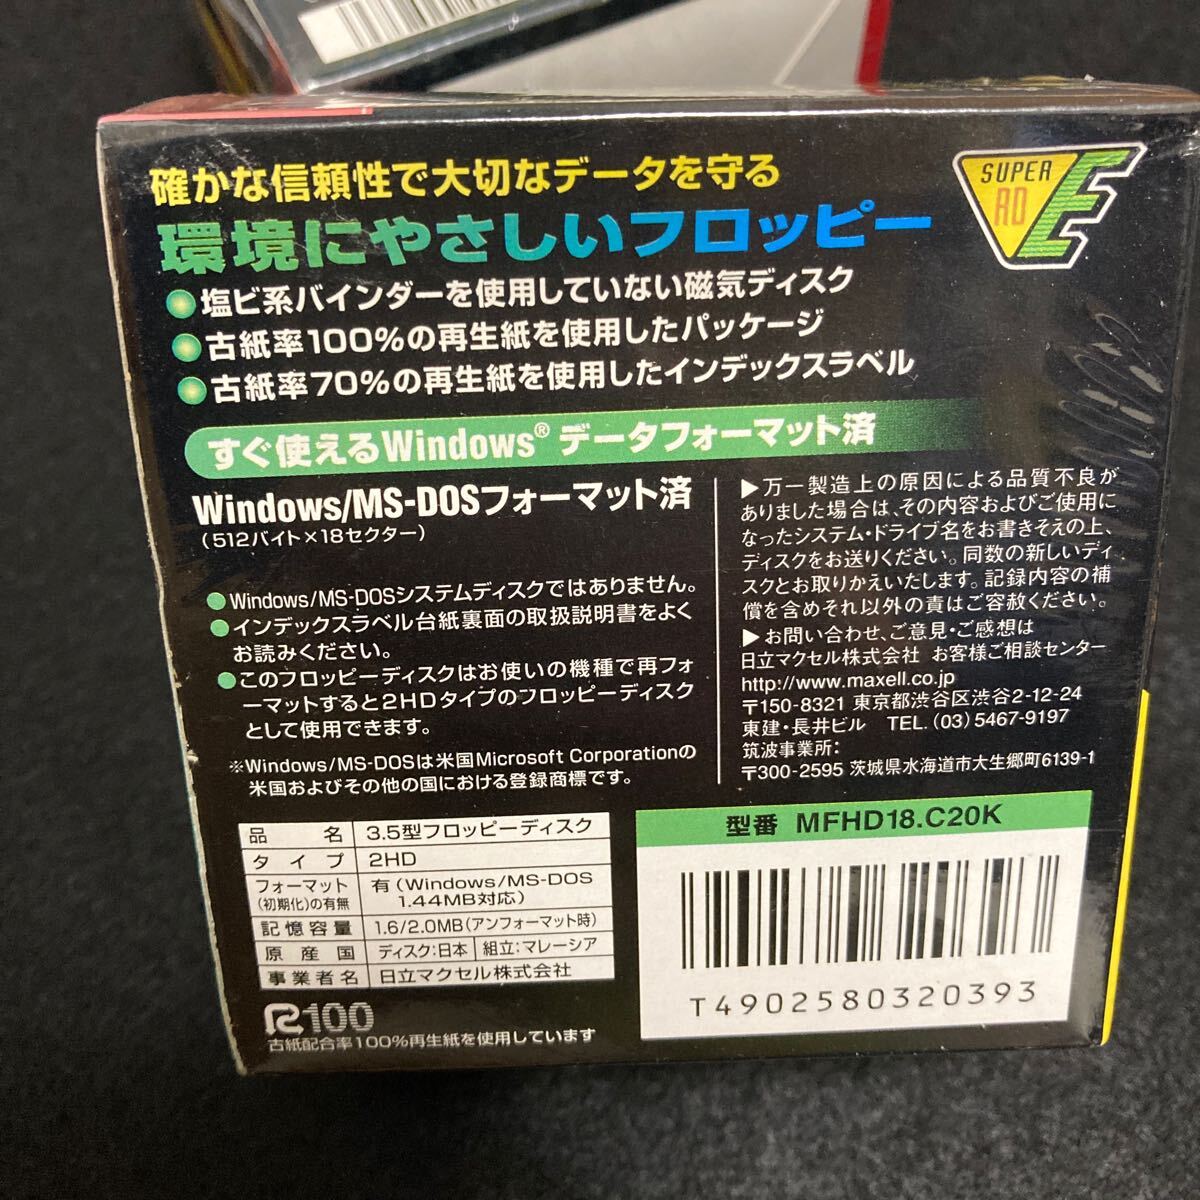 確かな信頼性で大切なデータを守る
環境にやさしいフロッピー
SUPER
RD
E
●塩ビ系バインダーを使用していない磁気ディスク
●古紙率100%の再生紙を使用したパッケージ
●古紙率70%の再生紙を使用したインデックスラベル
すぐ使えるWindows®データフォーマット済
Windows/MS-DOSフォーマット済
(512バイト×18セクター)
●Windows/MS-DOSシステムディスクではありません。
●インデックスラベル台紙裏面の取扱説明書をよく
お読みください。
●このフロッピーディスクはお使いの機種で再フォ
ーマットすると2HDタイプのフロッピーディスク
として使用できます。
※Windows/MS-DOSは米国Microsoft Corporationの
米国およびその他の国における登録商標です。
▶万一製造上の原因による品質不良が
ありました場合は、その内容およびご使用に
なったシステム・ドライブ名をお書きそえの上、
ディスクをお送りください。同数の新しいディ
スクとお取りかえいたします。記録内容の補
償を含めそれ以外の責はご容赦ください。
▶お問い合わせ、ご意見・ご感想は
日立マクセル株式会社 お客様ご相談センター
http://www.maxell.co.jp
〒150-8321 東京都渋谷区渋谷2-12-24
東建・長井ビル TEL.(03)5467-9197
筑波事業所:
〒300-2595 茨城県水海道市大生郷町6139-1
品名 3.5型フロッピーディスク
タイプ 2HD
フォーマット(初期化)の有無 有(Windows/MS-DOS 1.44MB対応)
記憶容量 1.6/2.0MB(アンフォーマット時)
原産国 ディスク:日本 組立:マレーシア
事業者名 日立マクセル株式会社
R100
古紙配合率100%再生紙を使用しています
型番 MFHD18.C20K
T4902580320393